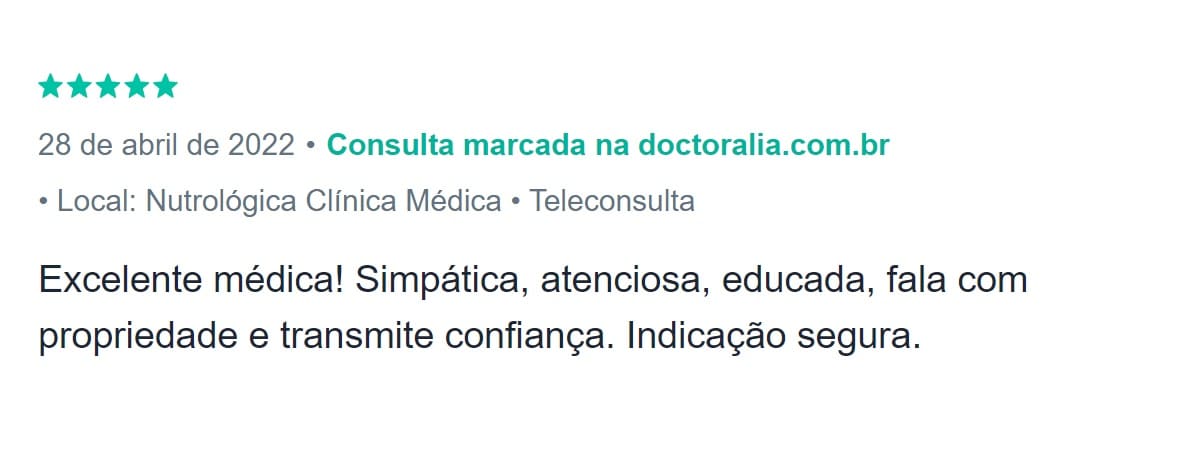 28 de abril de 2022 • Consulta marcada na doctoralia.com.br
• Local: Nutrológica Clínica Médica • Teleconsulta
Excelente médica! Simpática, atenciosa, educada, fala com
propriedade e transmite confiança. Indicação segura.